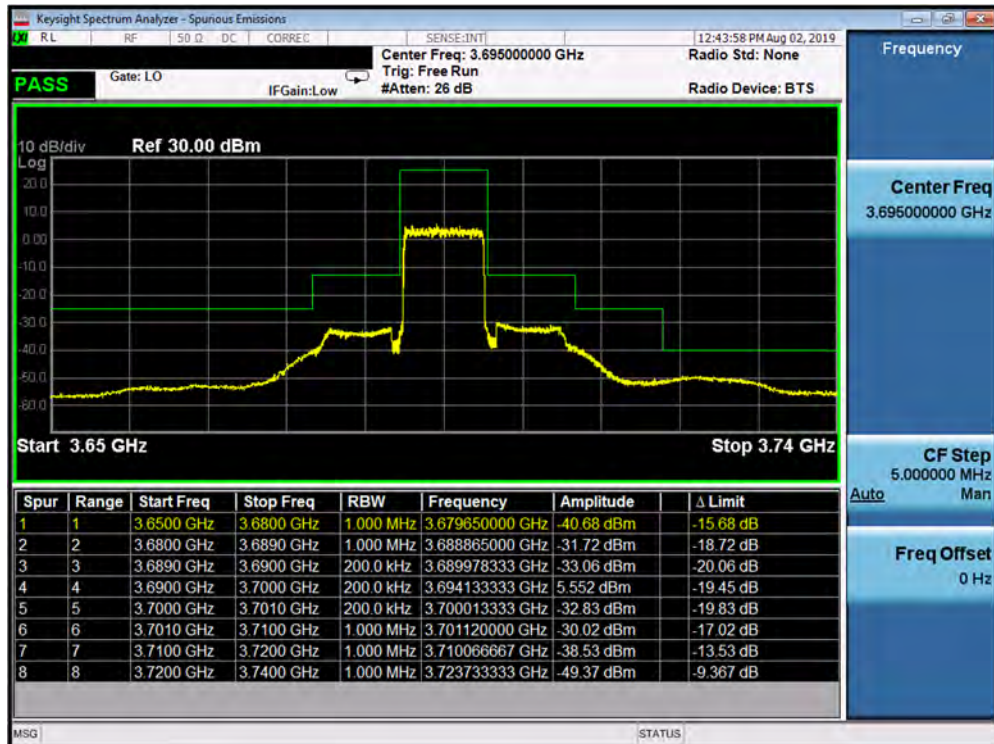 Keysight Spectrum Analyzer - Spurious Emissions
LXI RL RF 50 Ω DC CORREC SENSE:INT 12:43:58 PM Aug 02, 2019
Center Freq: 3.695000000 GHz Radio Std: None
Trig: Free Run
PASS Gate: LO IFGain:Low #Atten: 26 dB Radio Device: BTS
10 dB/div Ref 30.00 dBm
Log
20.0
10.0
0.00
-10.0
-20.0
-30.0
-40.0
-50.0
-60.0
Start 3.65 GHz Stop 3.74 GHz
Spur Range Start Freq Stop Freq RBW Frequency Amplitude Δ Limit
1 1 3.6500 GHz 3.6800 GHz 1.000 MHz 3.679650000 GHz -40.68 dBm -15.68 dB
2 2 3.6800 GHz 3.6890 GHz 1.000 MHz 3.688865000 GHz -31.72 dBm -18.72 dB
3 3 3.6890 GHz 3.6900 GHz 200.0 kHz 3.689978333 GHz -33.06 dBm -20.06 dB
4 4 3.6900 GHz 3.7000 GHz 200.0 kHz 3.694133333 GHz 5.552 dBm -19.45 dB
5 5 3.7000 GHz 3.7010 GHz 200.0 kHz 3.700013333 GHz -32.83 dBm -19.83 dB
6 6 3.7010 GHz 3.7100 GHz 1.000 MHz 3.701120000 GHz -30.02 dBm -17.02 dB
7 7 3.7100 GHz 3.7200 GHz 1.000 MHz 3.710066667 GHz -38.53 dBm -13.53 dB
8 8 3.7200 GHz 3.7400 GHz 1.000 MHz 3.723733333 GHz -49.37 dBm -9.367 dB
MSG STATUS
Frequency
Center Freq
3.695000000 GHz
CF Step
5.000000 MHz
Auto Man
Freq Offset
0 Hz